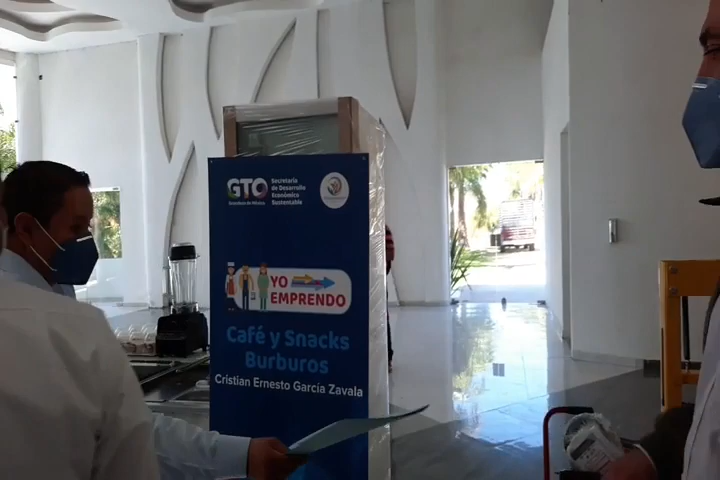 GTO
Secretaría
de Desarrollo
Económico
Sustentable
YO
EMPRENDO
Café y Snacks
Burburos
Cristian Ernesto García Zavala